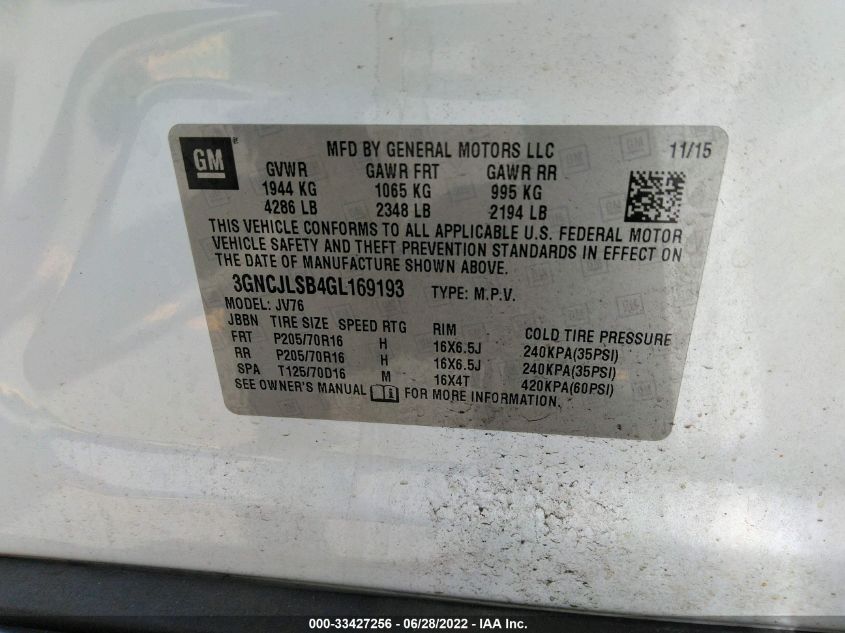 GM
MFD BY GENERAL MOTORS LLC 11/15
GVWR GAWR FRT GAWR RR
1944 KG 1065 KG 995 KG
4286 LB 2348 LB 2194 LB
THIS VEHICLE CONFORMS TO ALL APPLICABLE U.S. FEDERAL MOTOR
VEHICLE SAFETY AND THEFT PREVENTION STANDARDS IN EFFECT ON
THE DATE OF MANUFACTURE SHOWN ABOVE.
3GNCJLSB4GL169193 TYPE: M.P.V.
MODEL: JV76
JBBN TIRE SIZE SPEED RTG RIM COLD TIRE PRESSURE
FRT P205/70R16 H 16X6.5J 240KPA(35PSI)
RR P205/70R16 H 16X6.5J 240KPA(35PSI)
SPA T125/70D16 M 16X4T 420KPA(60PSI)
SEE OWNER'S MANUAL FOR MORE INFORMATION.
000-33427256 - 06/28/2022 - IAA Inc.